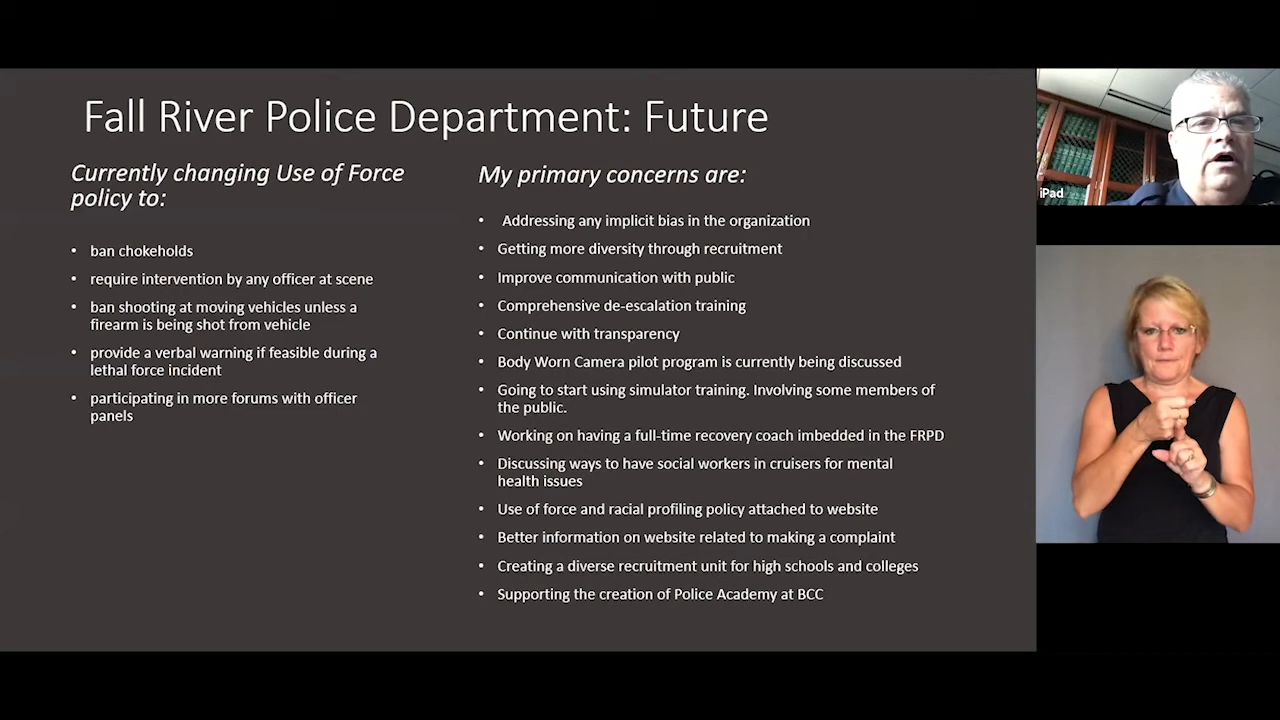 Fall River Police Department: Future
Currently changing Use of Force
policy to:
• ban chokeholds
• require intervention by any officer at scene
• ban shooting at moving vehicles unless a
firearm is being shot from vehicle
• provide a verbal warning if feasible during a
lethal force incident
• participating in more forums with officer
panels
My primary concerns are:
• Addressing any implicit bias in the organization
• Getting more diversity through recruitment
• Improve communication with public
• Comprehensive de-escalation training
• Continue with transparency
• Body Worn Camera pilot program is currently being discussed
• Going to start using simulator training. Involving some members of
the public.
• Working on having a full-time recovery coach imbedded in the FRPD
• Discussing ways to have social workers in cruisers for mental
health issues
• Use of force and racial profiling policy attached to website
• Better information on website related to making a complaint
• Creating a diverse recruitment unit for high schools and colleges
• Supporting the creation of Police Academy at BCC
iPad